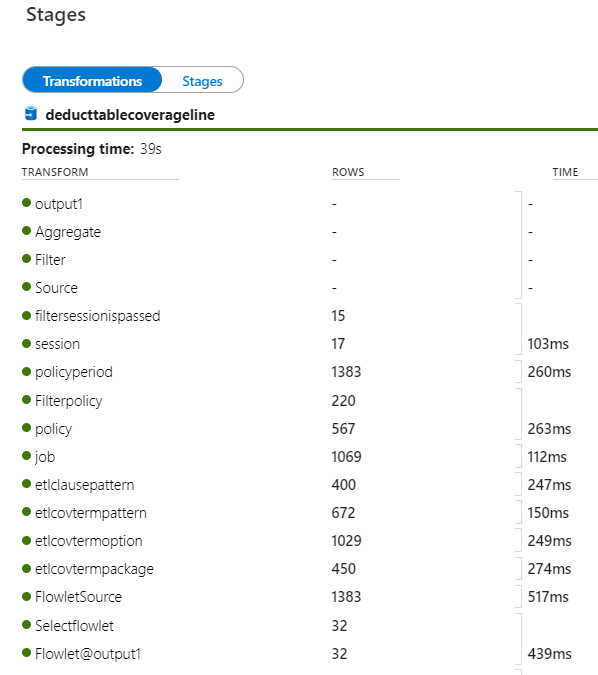 Stages
Transformations Stages
deducttablecoverageline
Processing time: 39s
TRANSFORM ROWS TIME
output1 - -
Aggregate - -
Filter - -
Source - -
filtersessionispassed 15
session 17 103ms
policyperiod 1383 260ms
Filterpolicy 220
policy 567 263ms
job 1069 112ms
etlclausepattern 400 247ms
etlcovtermpattern 672 150ms
etlcovtermoption 1029 249ms
etlcovtermpackage 450 274ms
FlowletSource 1383 517ms
Selectflowlet 32
Flowlet@output1 32 439ms